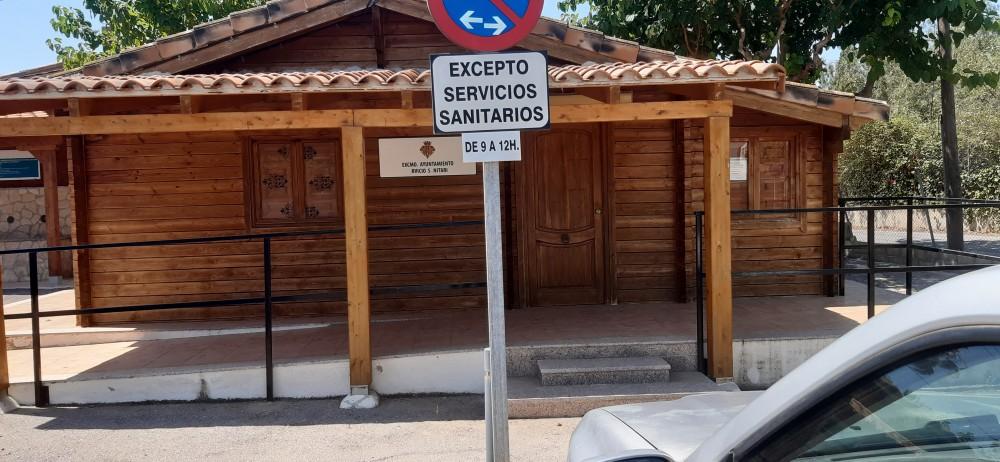 EXCEPTO
SERVICIOS
SANITARIOS
DE 9 A 12H.
EXCMO. AYUNTAMIENTO